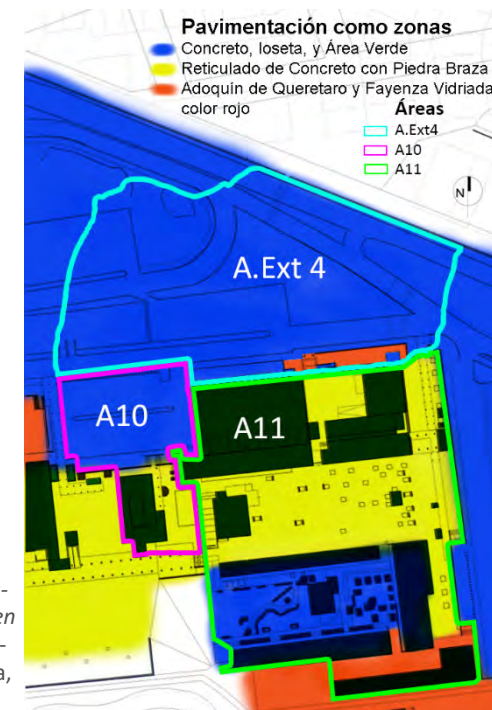 Pavimentación como zonas
Concreto, loseta, y Área Verde
Reticulado de Concreto con Piedra Braza
Adoquín de Queretaro y Fayenza Vidriada
color rojo
Áreas
A.Ext4
A10
A11
N
A.Ext 4
A10
A11
-
en
–
a,